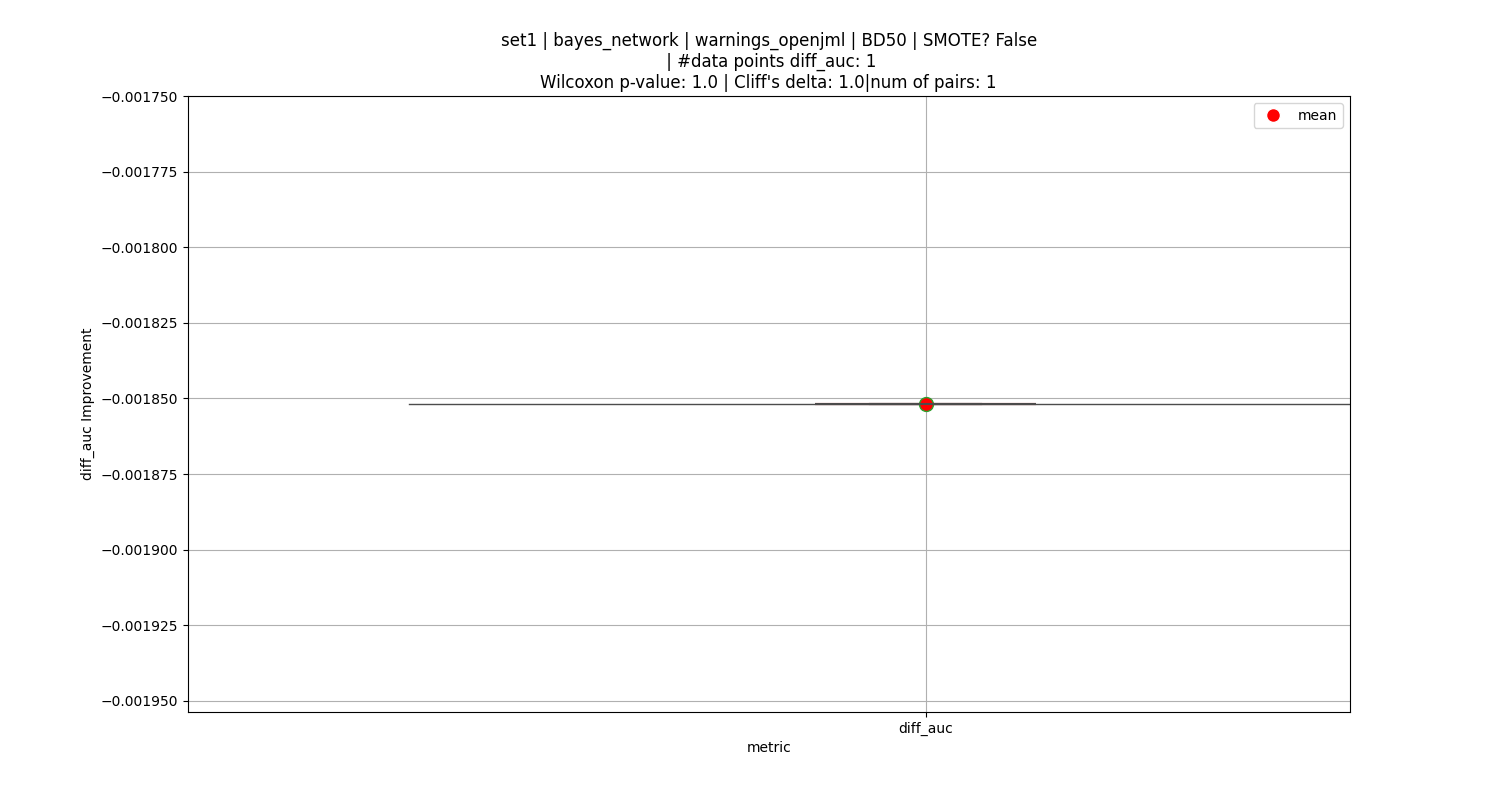 set1 | bayes_network | warnings_openjml | BD50 | SMOTE? False
| #data points diff_auc: 1
Wilcoxon p-value: 1.0 | Cliff's delta: 1.0|num of pairs: 1
mean
−0.001750
−0.001775
−0.001800
−0.001825
−0.001850
−0.001875
−0.001900
−0.001925
−0.001950
diff_auc Improvement
diff_auc
metric